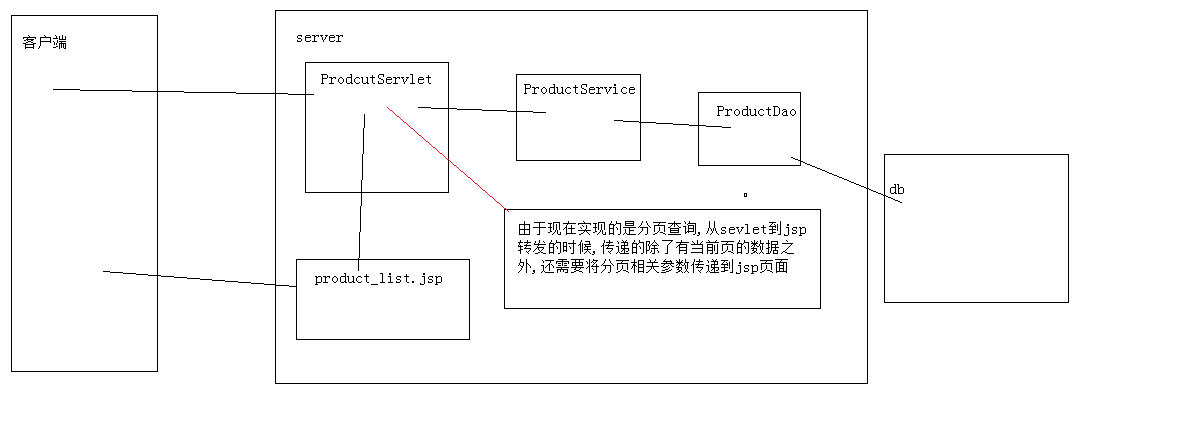 客户端
server
ProdcutServlet
ProductService
ProductDao
db
由于现在实现的是分页查询,从sevlet到jsp
转发的时候,传递的除了有当前页的数据之
外,还需要将分页相关参数传递到jsp页面
product_list.jsp